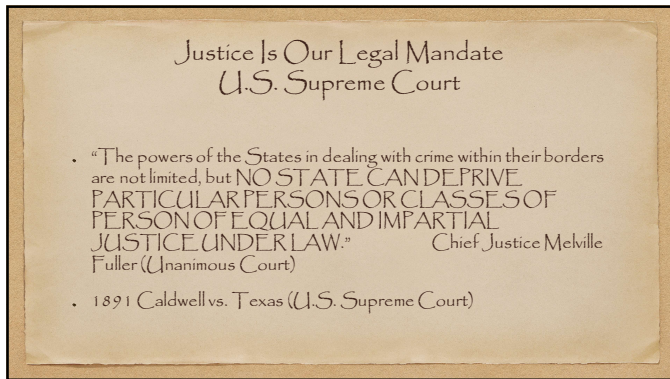 Justice Is Our Legal Mandate
U.S. Supreme Court
• “The powers of the States in dealing with crime within their borders
are not limited, but NO STATE CAN DEPRIVE
PARTICULAR PERSONS OR CLASSES OF
PERSON OF EQUAL AND IMPARTIAL
JUSTICE UNDER LAW.” Chief Justice Melville
Fuller (Unanimous Court)
• 1891 Caldwell vs. Texas (U.S. Supreme Court)